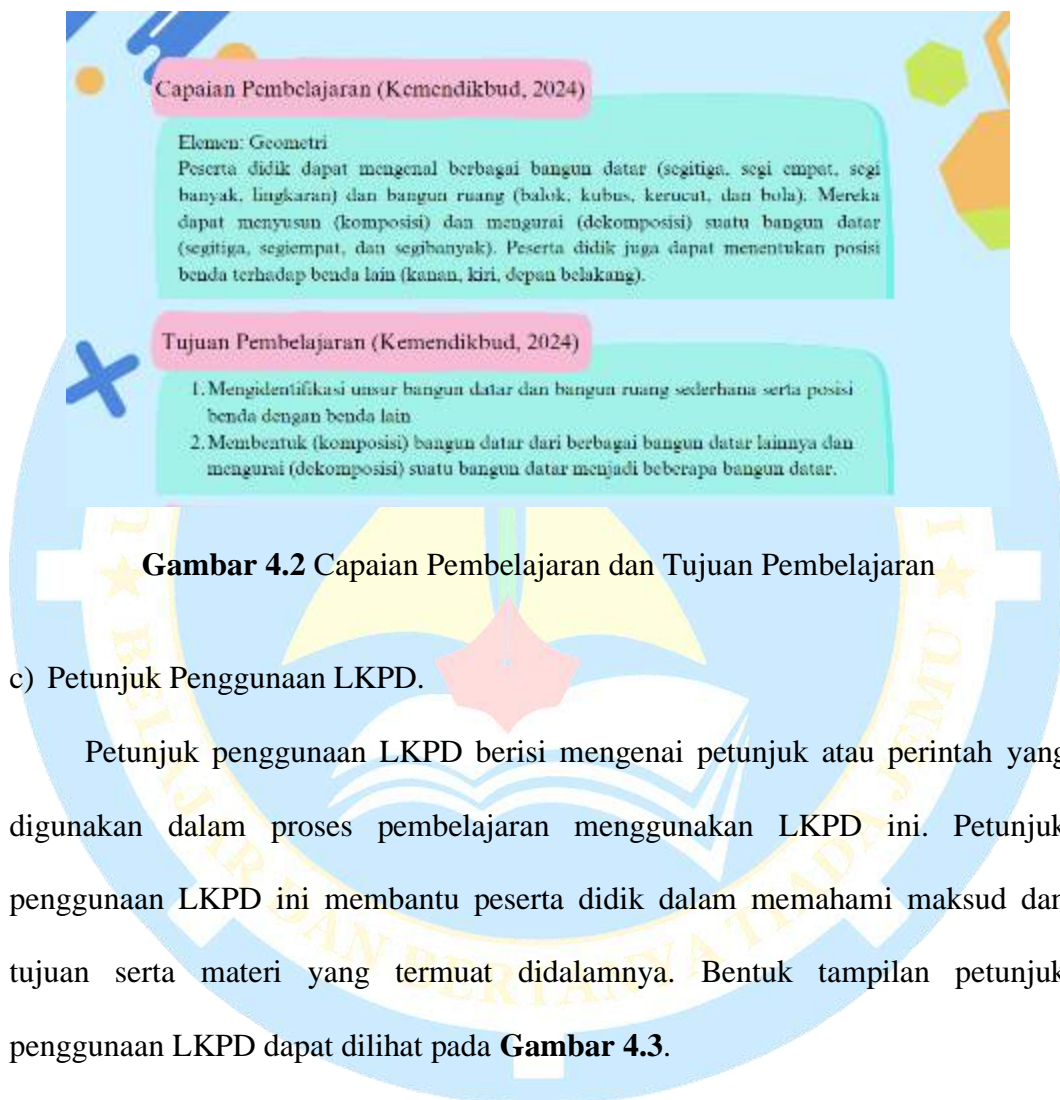 Capaian Pembelajaran (Kemendikbud, 2024)
Elemen: Geometri
Peserta didik dapat mengenal berbagai bangun datar (segitiga, segi empat, segi
banyak, lingkaran) dan bangun ruang (balok, kubus, kerucut, dan bola). Mereka
dapat menyusun (komposisi) dan mengurai (dekomposisi) suatu bangun datar
(segitiga, segiempat, dan segibanyak). Peserta didik juga dapat menentukan posisi
benda terhadap benda lain (kanan, kiri, depan belakang).
Tujuan Pembelajaran (Kemendikbud, 2024)
1. Mengidentifikasi unsur bangun datar dan bangun ruang sederhana serta posisi
benda dengan benda lain
2. Membentuk (komposisi) bangun datar dari berbagai bangun datar lainnya dan
mengurai (dekomposisi) suatu bangun datar menjadi beberapa bangun datar.
Gambar 4.2 Capaian Pembelajaran dan Tujuan Pembelajaran
c) Petunjuk Penggunaan LKPD.
Petunjuk penggunaan LKPD berisi mengenai petunjuk atau perintah yang
digunakan dalam proses pembelajaran menggunakan LKPD ini. Petunjuk
penggunaan LKPD ini membantu peserta didik dalam memahami maksud dan
tujuan serta materi yang termuat didalamnya. Bentuk tampilan petunjuk
penggunaan LKPD dapat dilihat pada Gambar 4.3.
BELAJAR DAN BERTANYA TIADA JEMU